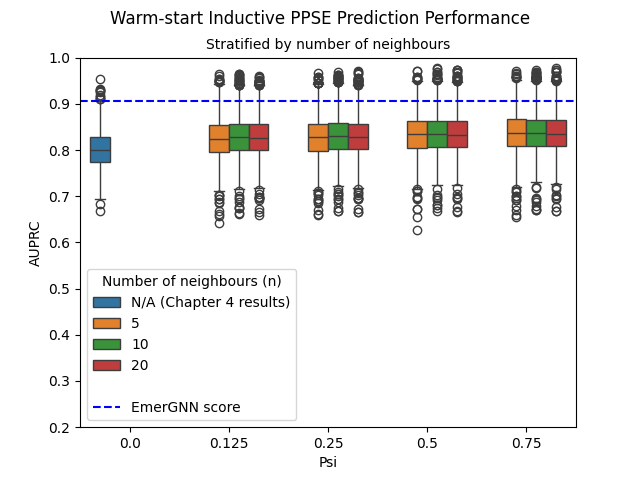 Warm-start Inductive PPSE Prediction Performance
Stratified by number of neighbours
1.0
0.9
0.8
0.7
0.6
0.5
0.4
0.3
0.2
AUPRC
Number of neighbours (n)
N/A (Chapter 4 results)
5
10
20
EmerGNN score
0.0 0.125 0.25 0.5 0.75
Psi